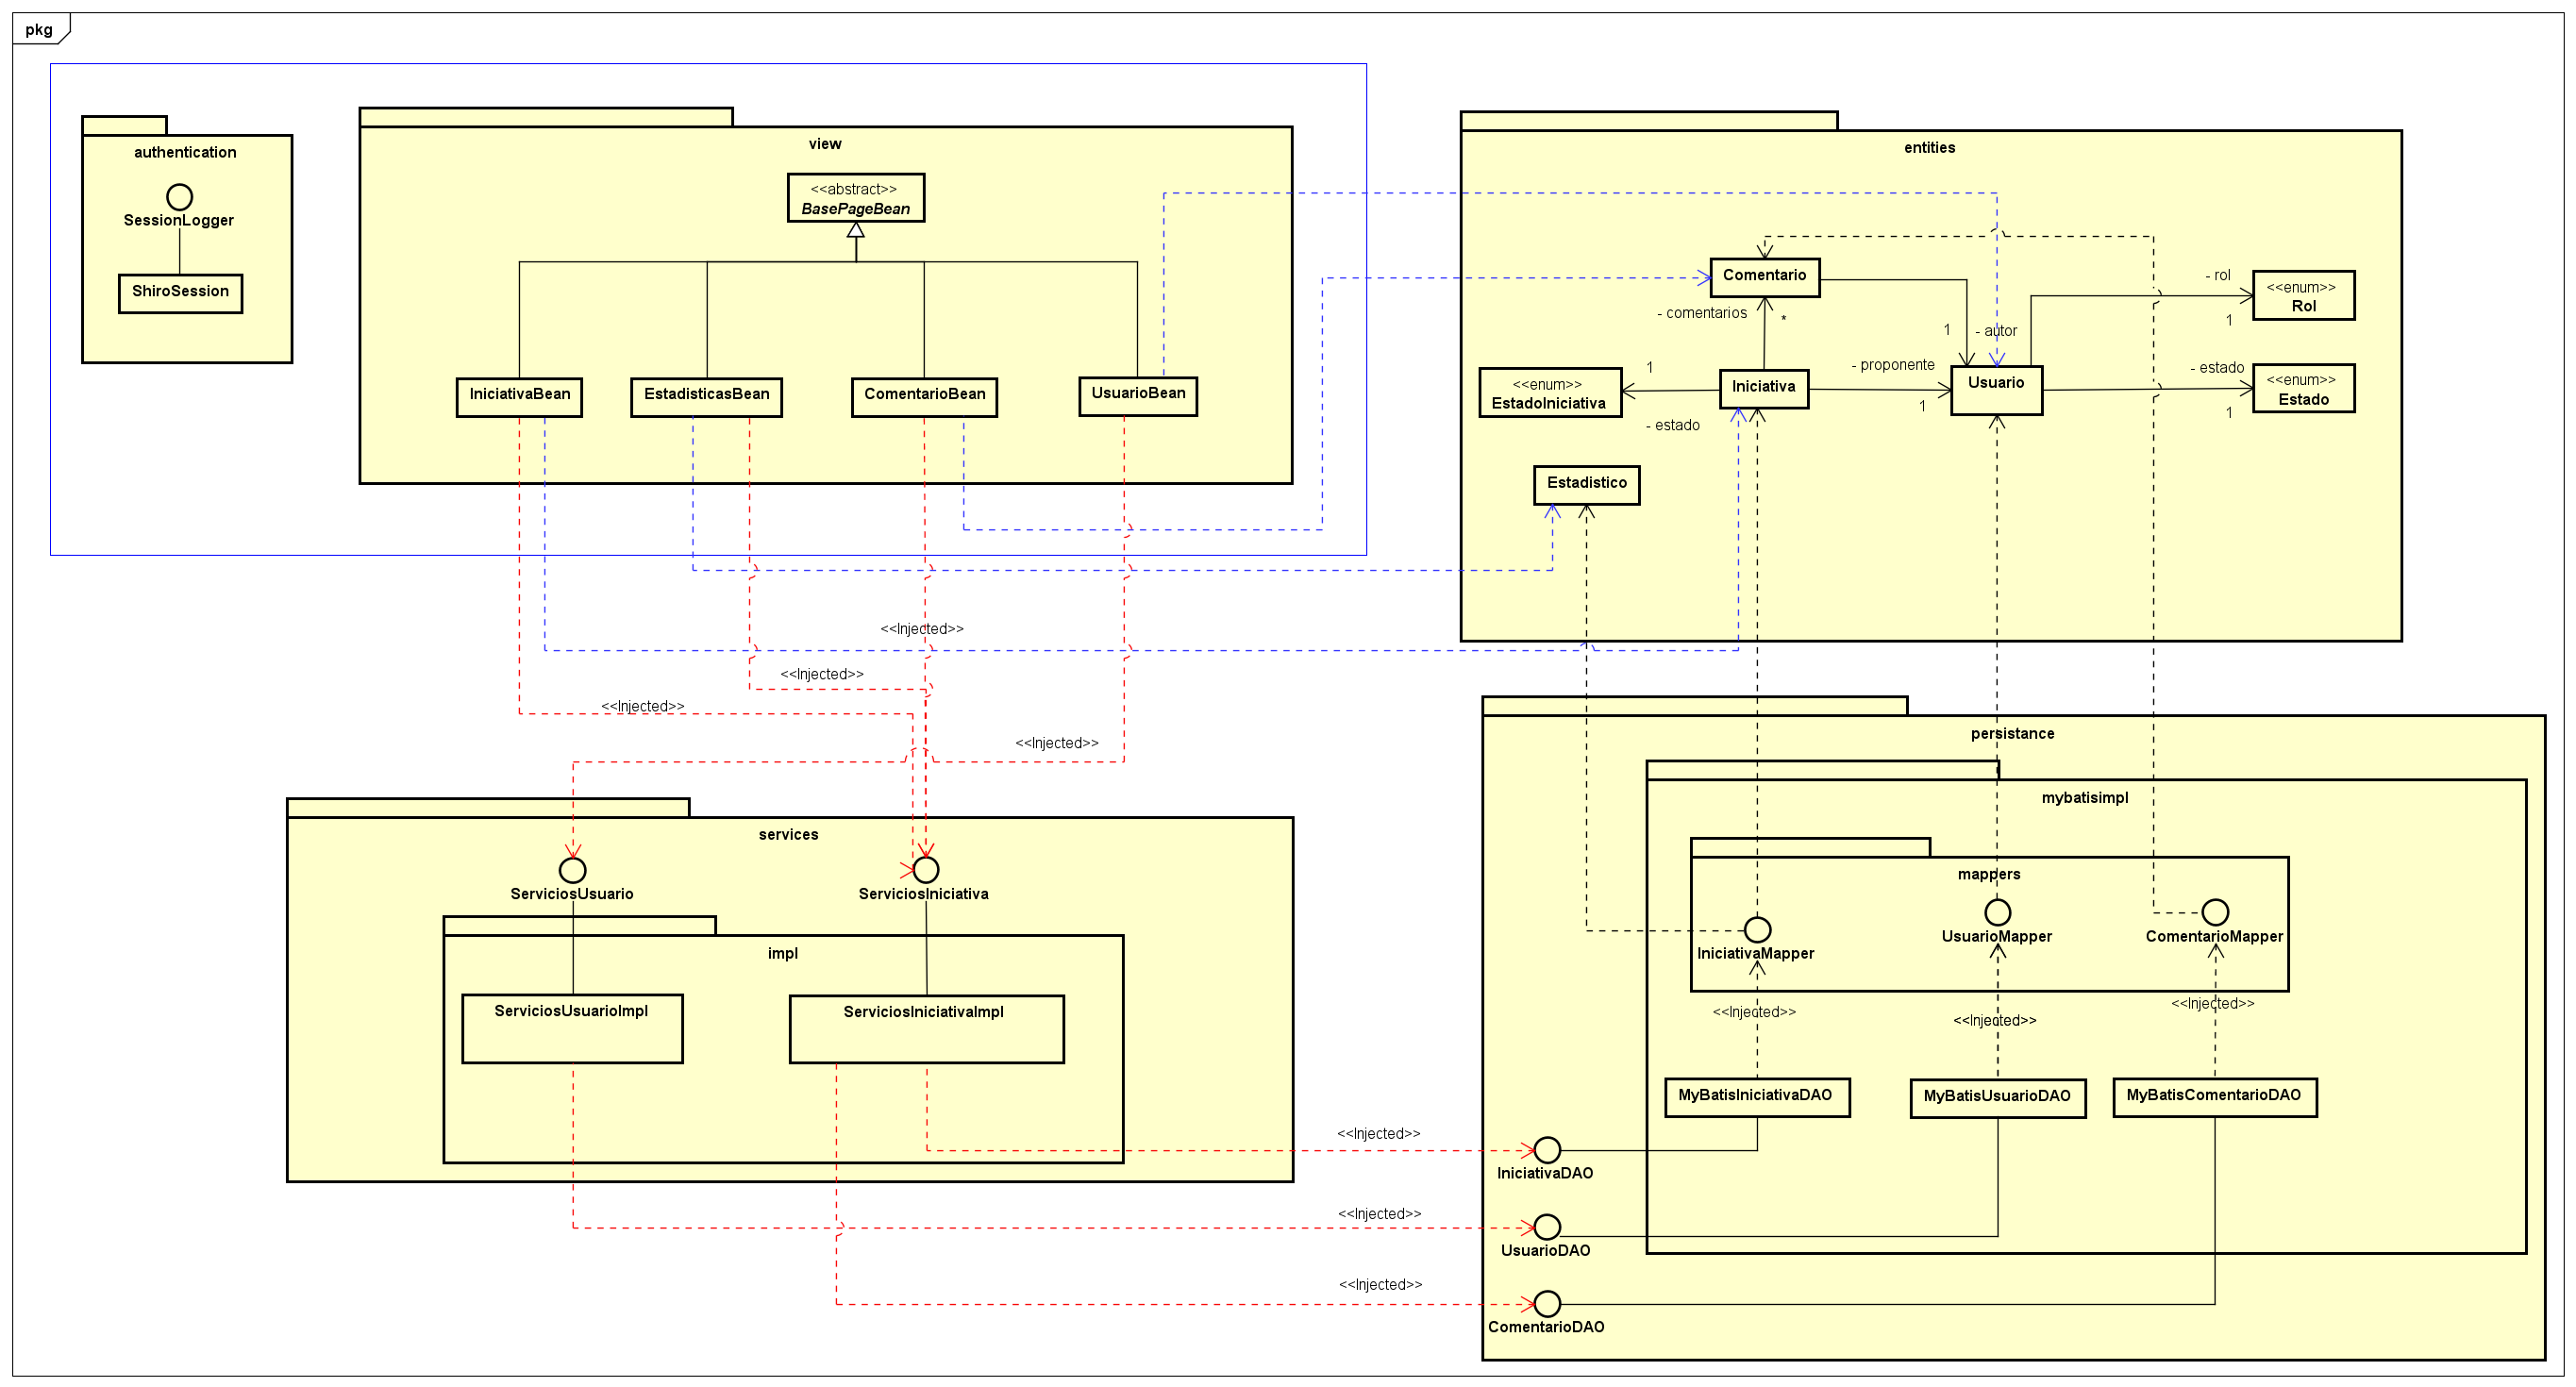 pkg
authentication
SessionLogger
ShiroSession
view
<<abstract>>
BasePageBean
IniciativaBean
EstadisticasBean
ComentarioBean
UsuarioBean
entities
Comentario
- comentarios
*
1
- autor
- rol
1
<<enum>>
Rol
<<enum>>
EstadoIniciativa
1
- estado
Iniciativa
- proponente
1
Usuario
- estado
1
<<enum>>
Estado
Estadistico
<<Injected>>
<<Injected>>
<<Injected>>
<<Injected>>
services
ServiciosUsuario
ServiciosIniciativa
impl
ServiciosUsuarioImpl
ServiciosIniciativaImpl
persistance
mybatisimpl
mappers
IniciativaMapper
UsuarioMapper
ComentarioMapper
<<Injected>>
<<Injected>>
<<Injected>>
MyBatisIniciativaDAO
MyBatisUsuarioDAO
MyBatisComentarioDAO
<<Injected>>
IniciativaDAO
<<Injected>>
UsuarioDAO
<<Injected>>
ComentarioDAO